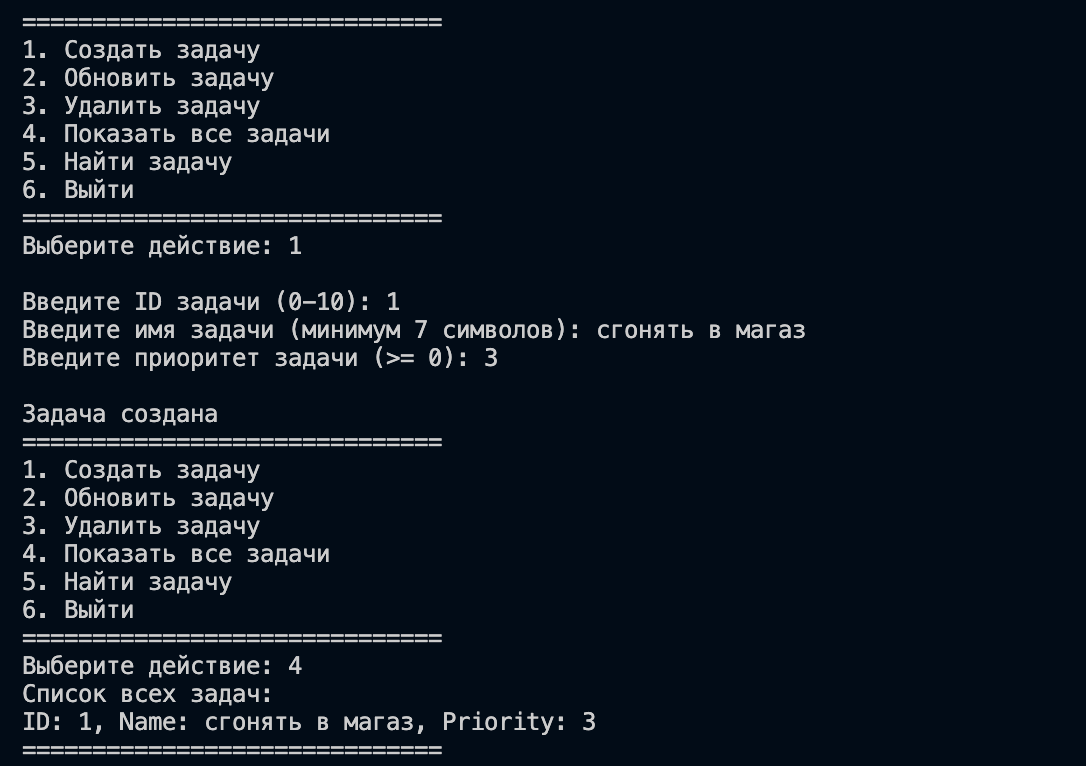 ==============================
1. Создать задачу
2. Обновить задачу
3. Удалить задачу
4. Показать все задачи
5. Найти задачу
6. Выйти
==============================
Выберите действие: 1
Введите ID задачи (0-10): 1
Введите имя задачи (минимум 7 символов): сгонять в магаз
Введите приоритет задачи (>= 0): 3
Задача создана
==============================
1. Создать задачу
2. Обновить задачу
3. Удалить задачу
4. Показать все задачи
5. Найти задачу
6. Выйти
==============================
Выберите действие: 4
Список всех задач:
ID: 1, Name: сгонять в магаз, Priority: 3
==============================